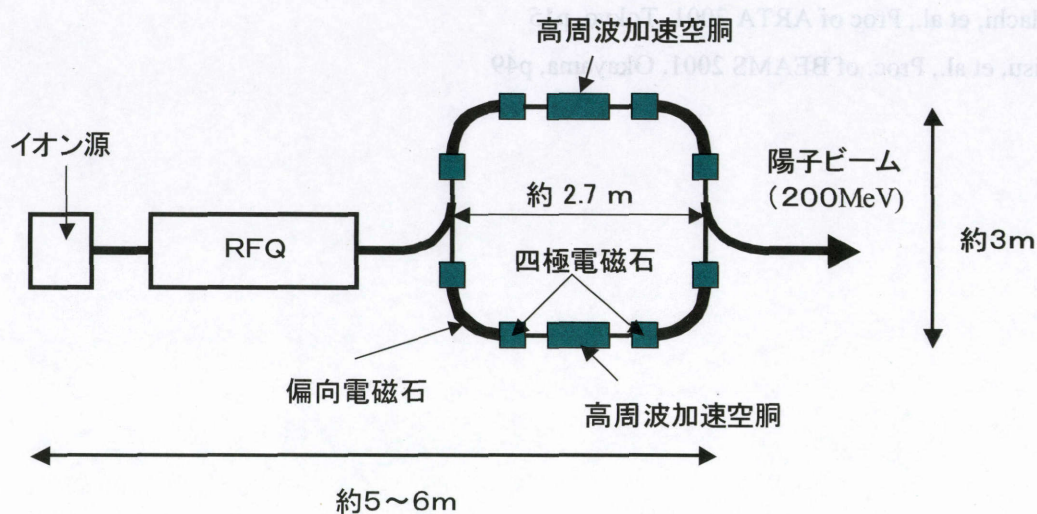 高周波加速空胴
イオン源
RFQ
約 2.7 m
陽子ビーム
(200MeV)
約3m
四極電磁石
偏向電磁石
高周波加速空胴
約5~6m